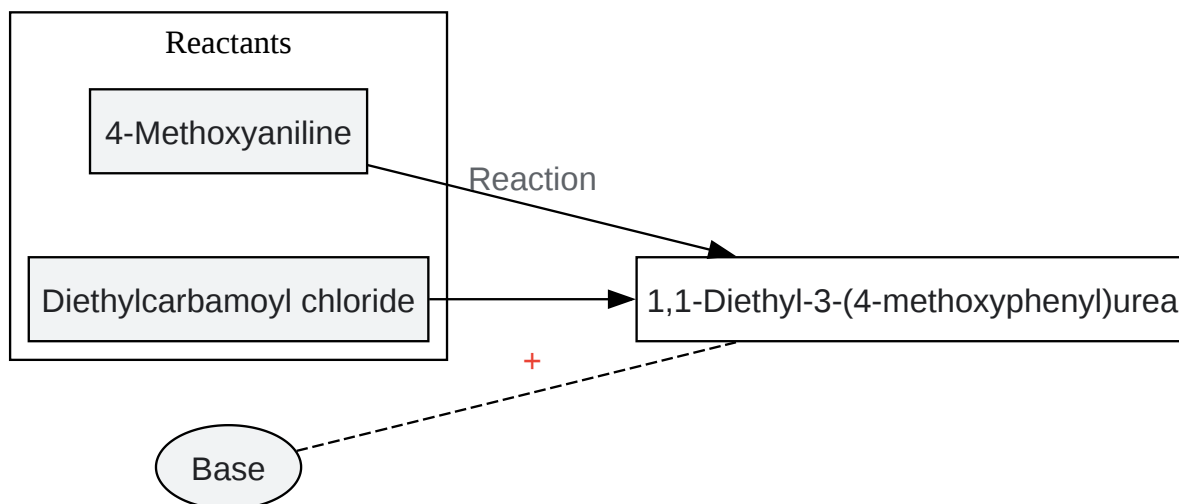 Reactants
4-Methoxyaniline
Reaction
Diethylcarbamoyl chloride
1,1-Diethyl-3-(4-methoxyphenyl)urea
+
Base